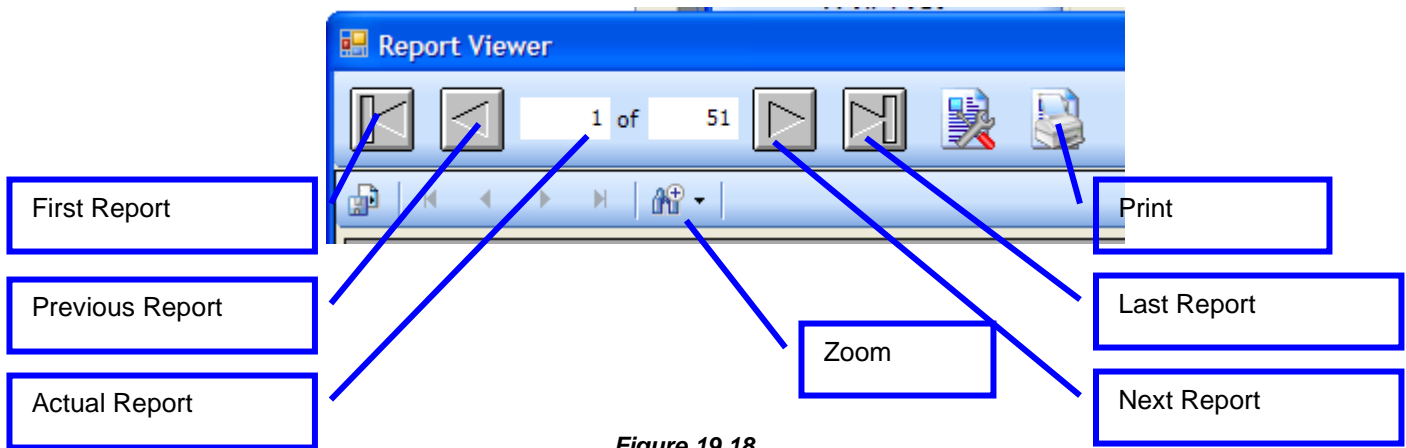 Report Viewer
1 of 51
First Report
Print
Previous Report
Last Report
Zoom
Actual Report
Next Report
Figure 19.18